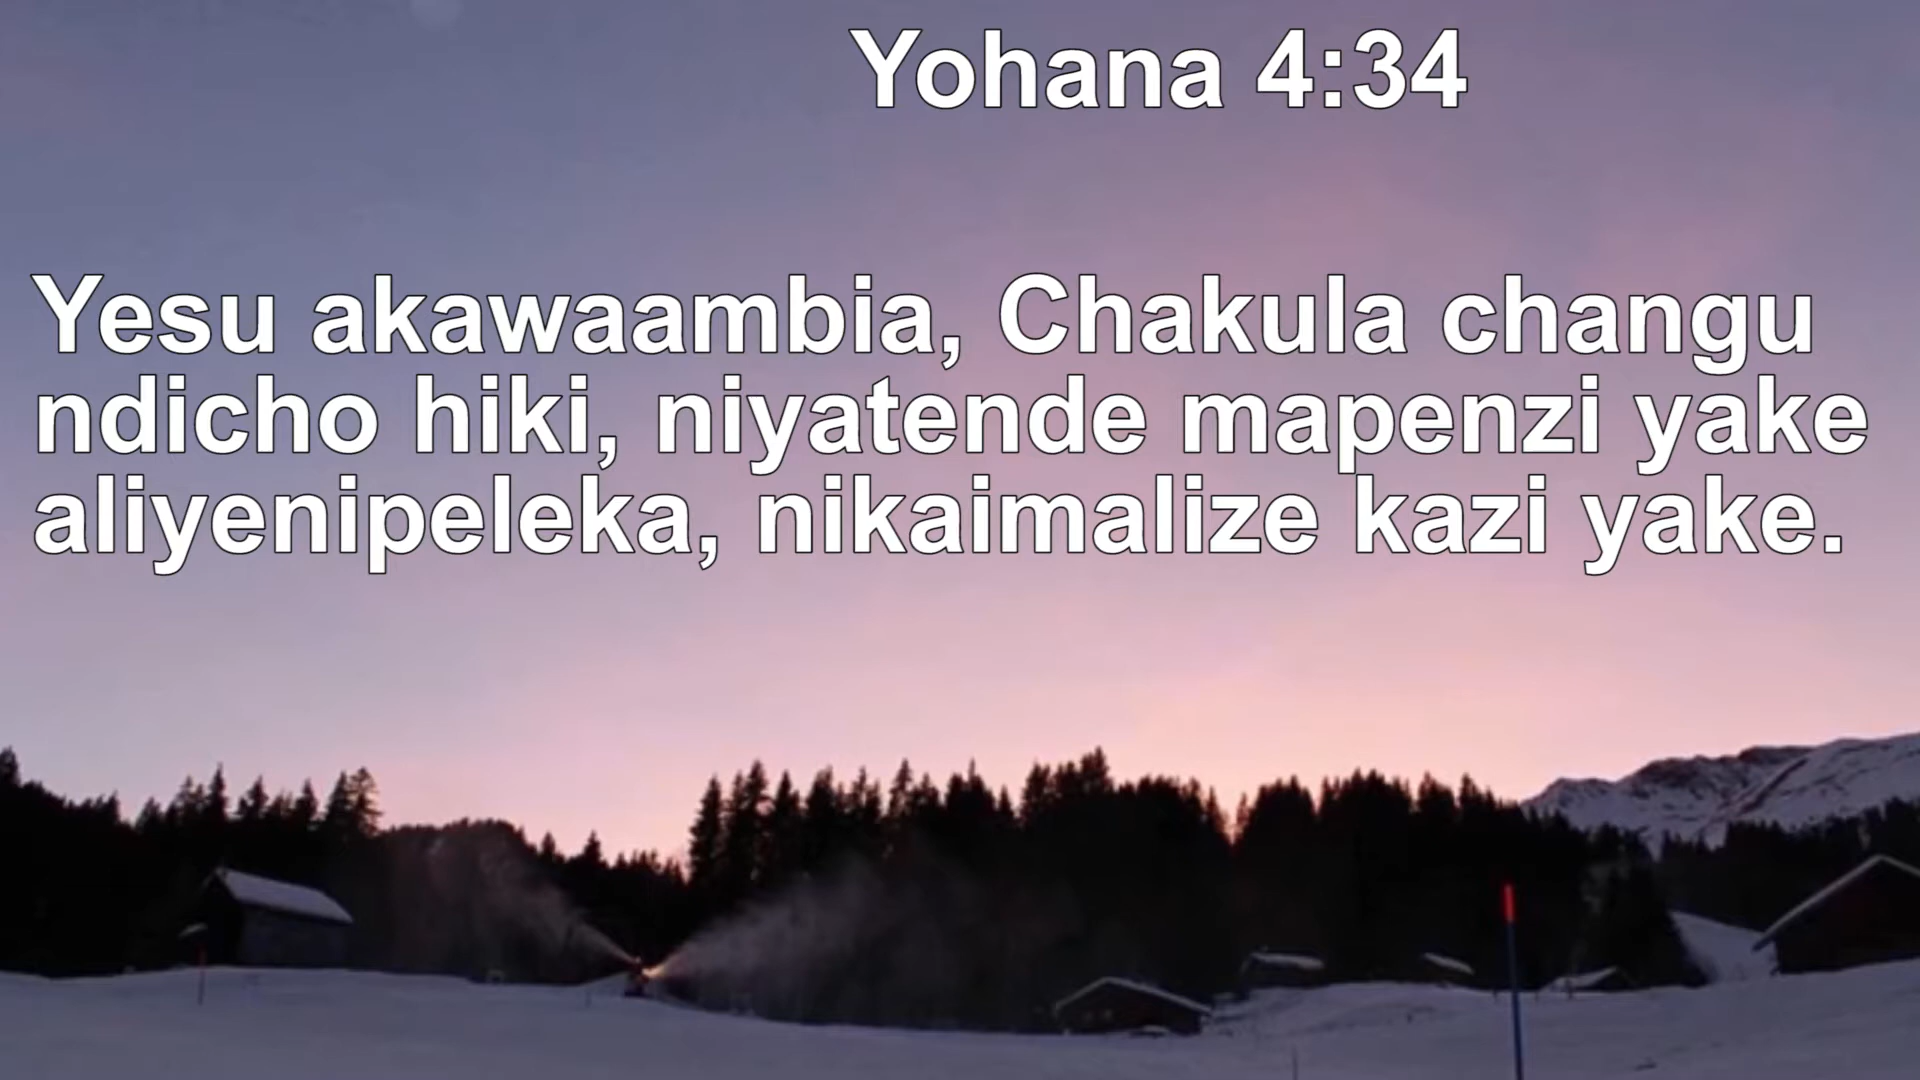 Yohana 4:34
Yesu akawaambia, Chakula changu
ndicho hiki, niyatende mapenzi yake
aliyenipeleka, nikaimalize kazi yake.